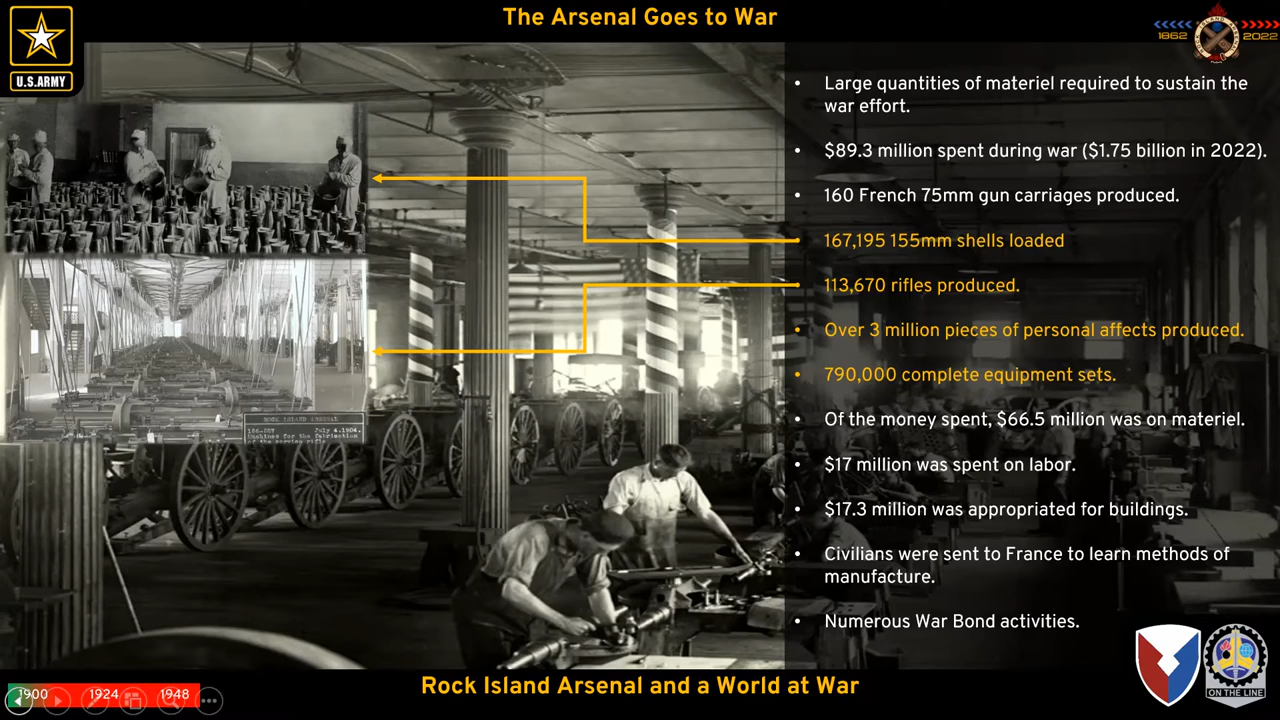 The Arsenal Goes to War
U.S.ARMY
1862
ROCK ISLAND ARSENAL
2022
• Large quantities of materiel required to sustain the
war effort.
• $89.3 million spent during war ($1.75 billion in 2022).
• 160 French 75mm gun carriages produced.
• 167,195 155mm shells loaded
• 113,670 rifles produced.
• Over 3 million pieces of personal affects produced.
• 790,000 complete equipment sets.
• Of the money spent, $66.5 million was on materiel.
• $17 million was spent on labor.
• $17.3 million was appropriated for buildings.
• Civilians were sent to France to learn methods of
manufacture.
• Numerous War Bond activities.
ROCK ISLAND ARSENAL
July 4,1904.
Machines for the fabrication
of the service rifle
Rock Island Arsenal and a World at War
1900
1924
1948
ON THE LINE